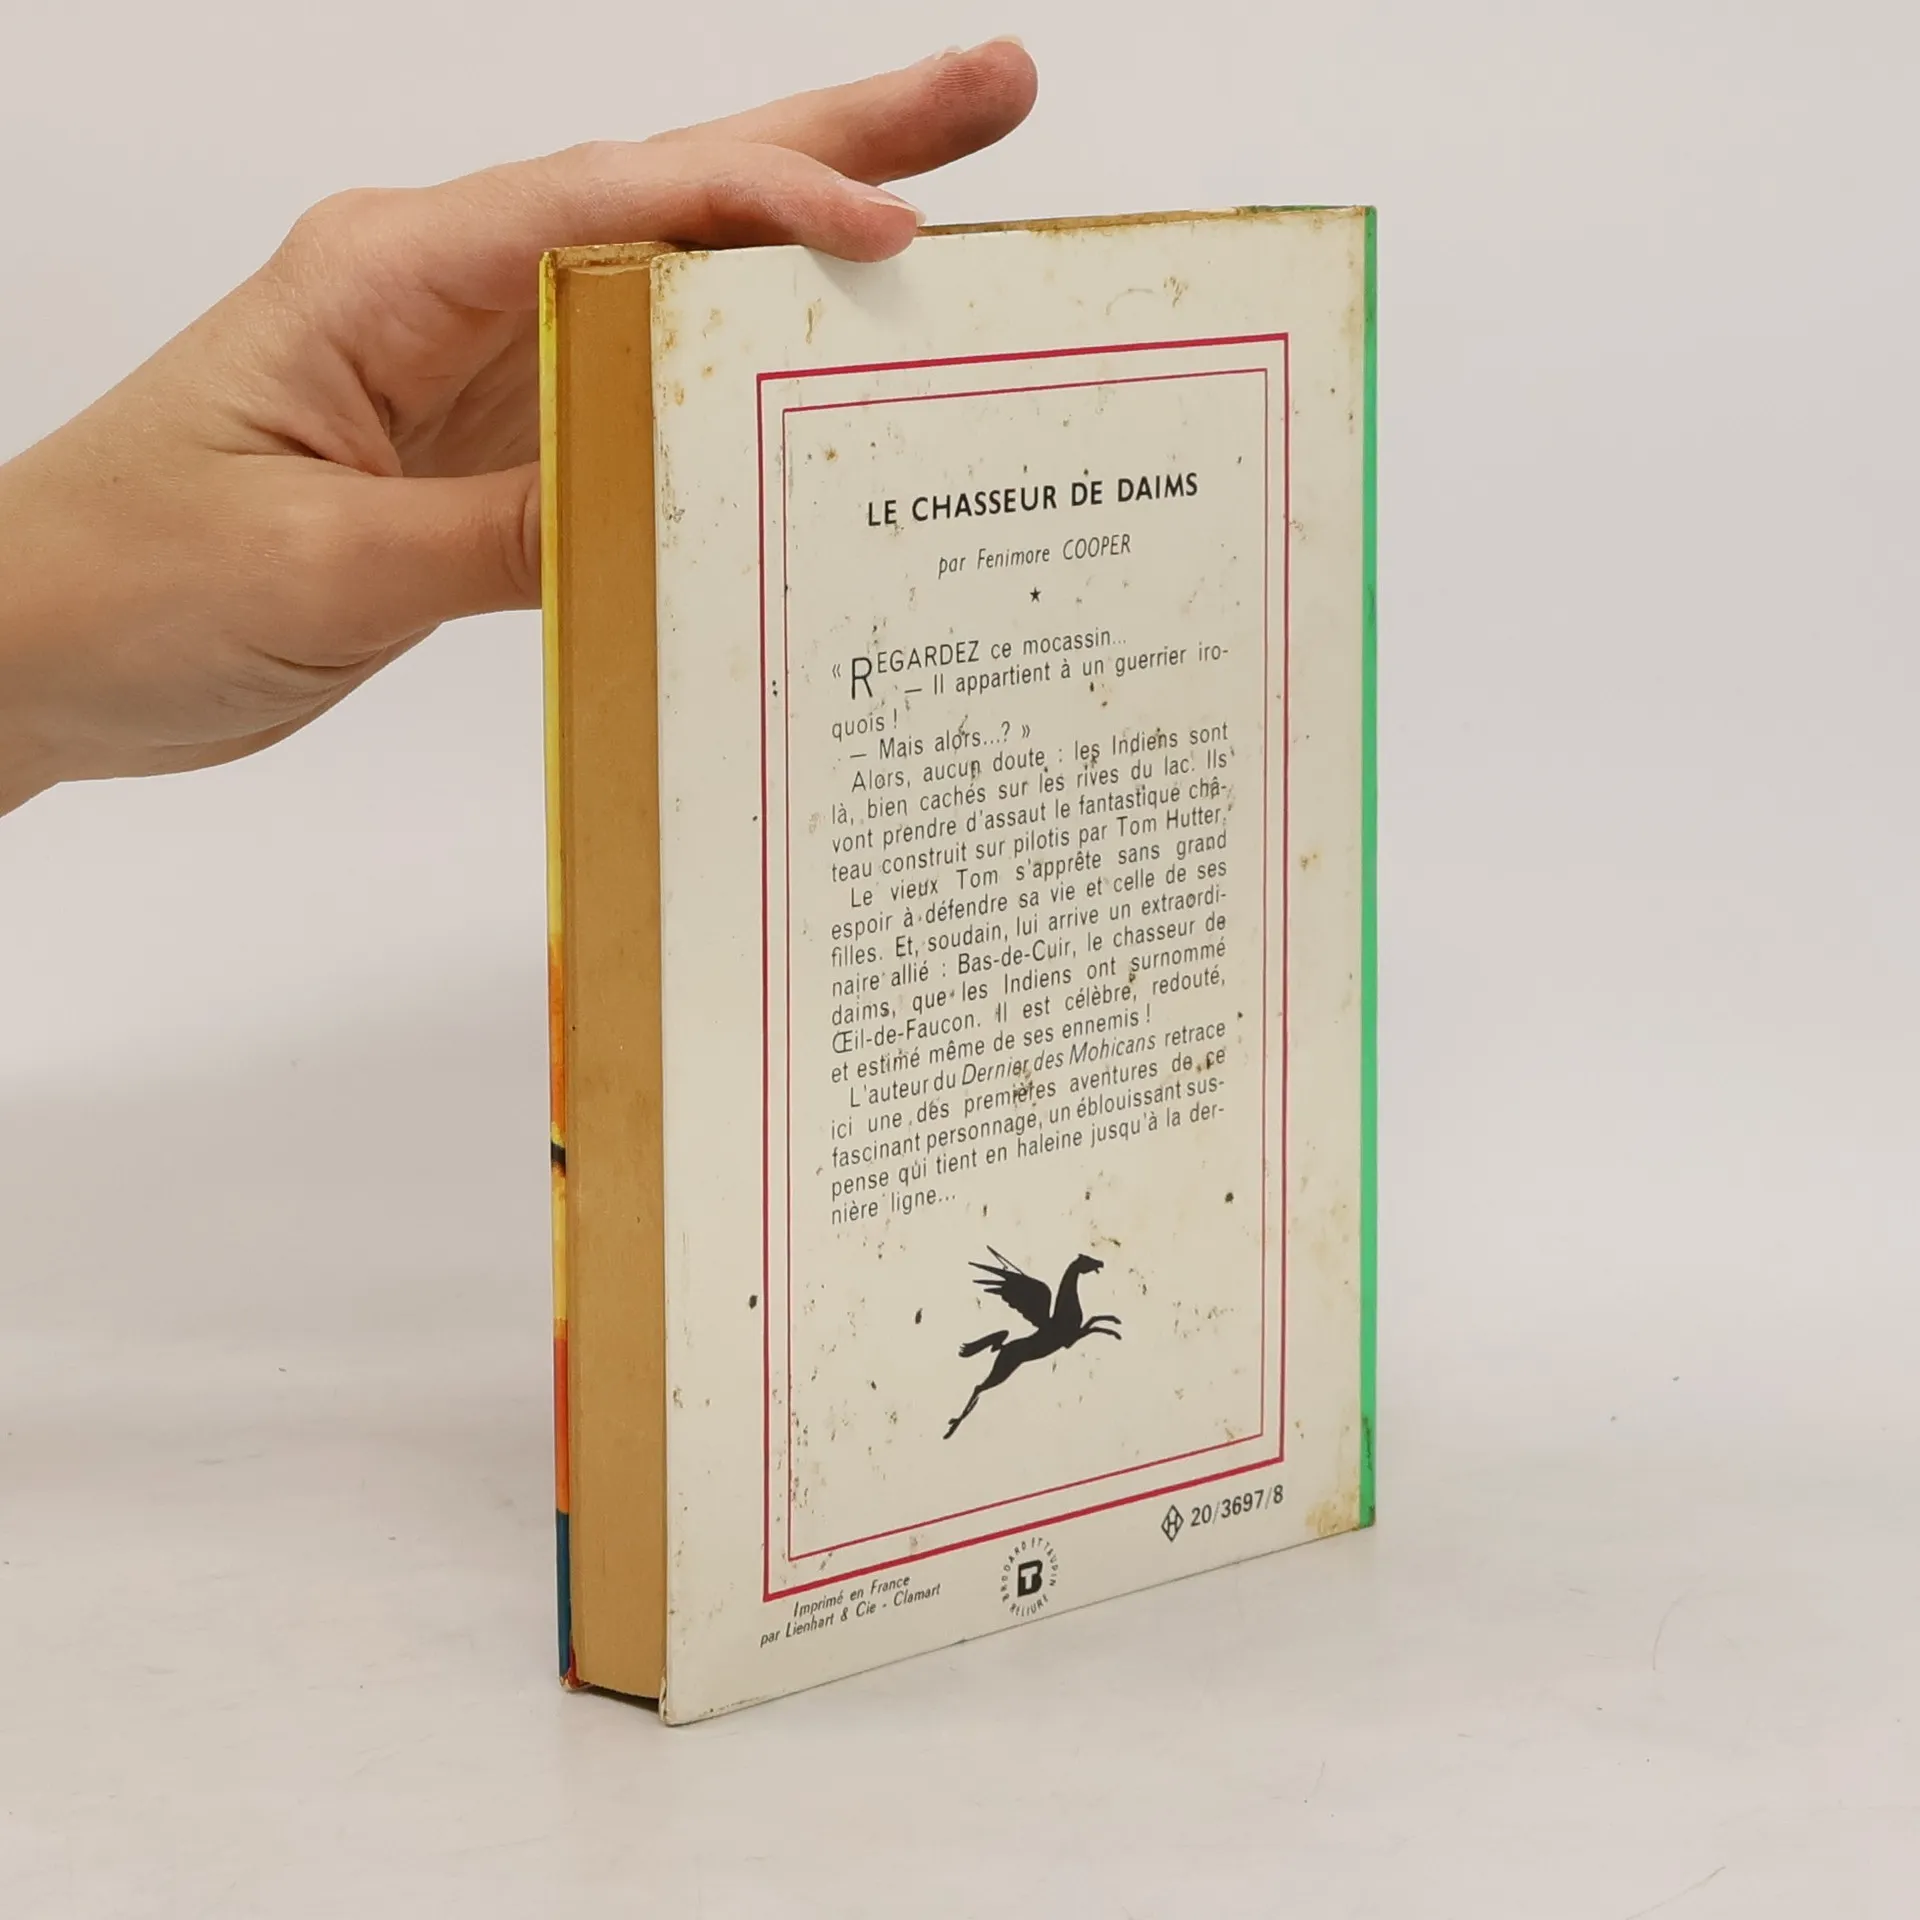 LE CHASSEUR DE DAIMS
par Fenimore COOPER
« REGARDEZ ce mocassin...
— Il appartient à un guerrier iro-
quois !
— Mais alors...? »
Alors, aucun doute : les Indiens sont
là, bien cachés sur les rives du lac. Ils
vont prendre d'assaut le fantastique châ-
teau construit sur pilotis par Tom Hutter.
Le vieux Tom s'apprête sans grand
espoir à défendre sa vie et celle de ses
filles. Et, soudain, lui arrive un extraordi-
naire allié : Bas-de-Cuir, le chasseur de
daims, que les Indiens ont surnommé
Œil-de-Faucon. Il est célèbre, redouté,
et estimé même de ses ennemis !
L'auteur du Dernier des Mohicans retrace
ici une des premières aventures de ce
fascinant personnage, un éblouissant sus-
pense qui tient en haleine jusqu'à la der-
nière ligne...
H 20/3697/8
BRODARD ET TAUPIN
BT
RELIURE
Imprimé en France
par Lienhart & Cie - Clamart